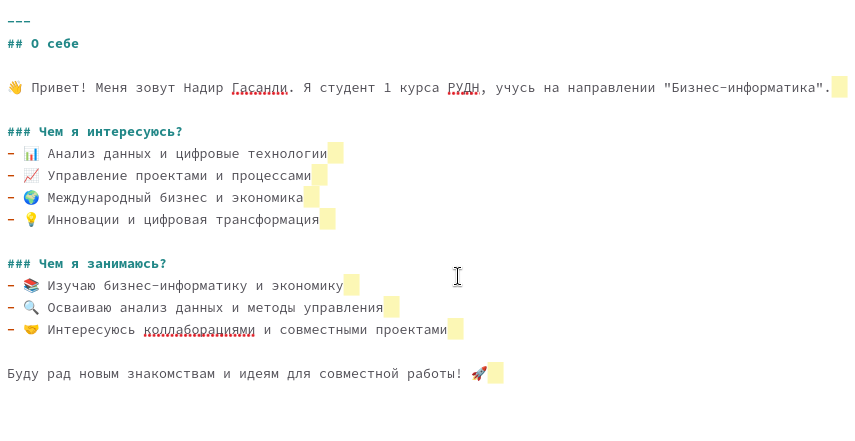 ---
## О себе
👋 Привет! Меня зовут Надир Гасанли. Я студент 1 курса РУДН, учусь на направлении "Бизнес-информатика".
### Чем я интересуюсь?
- 📊 Анализ данных и цифровые технологии
- 📈 Управление проектами и процессами
- 🌍 Международный бизнес и экономика
- 💡 Инновации и цифровая трансформация
### Чем я занимаюсь?
- 📚 Изучаю бизнес-информатику и экономику
- 🔍 Осваиваю анализ данных и методы управления
- 🤝 Интересуюсь коллаборациями и совместными проектами
Буду рад новым знакомствам и идеям для совместной работы! 🚀